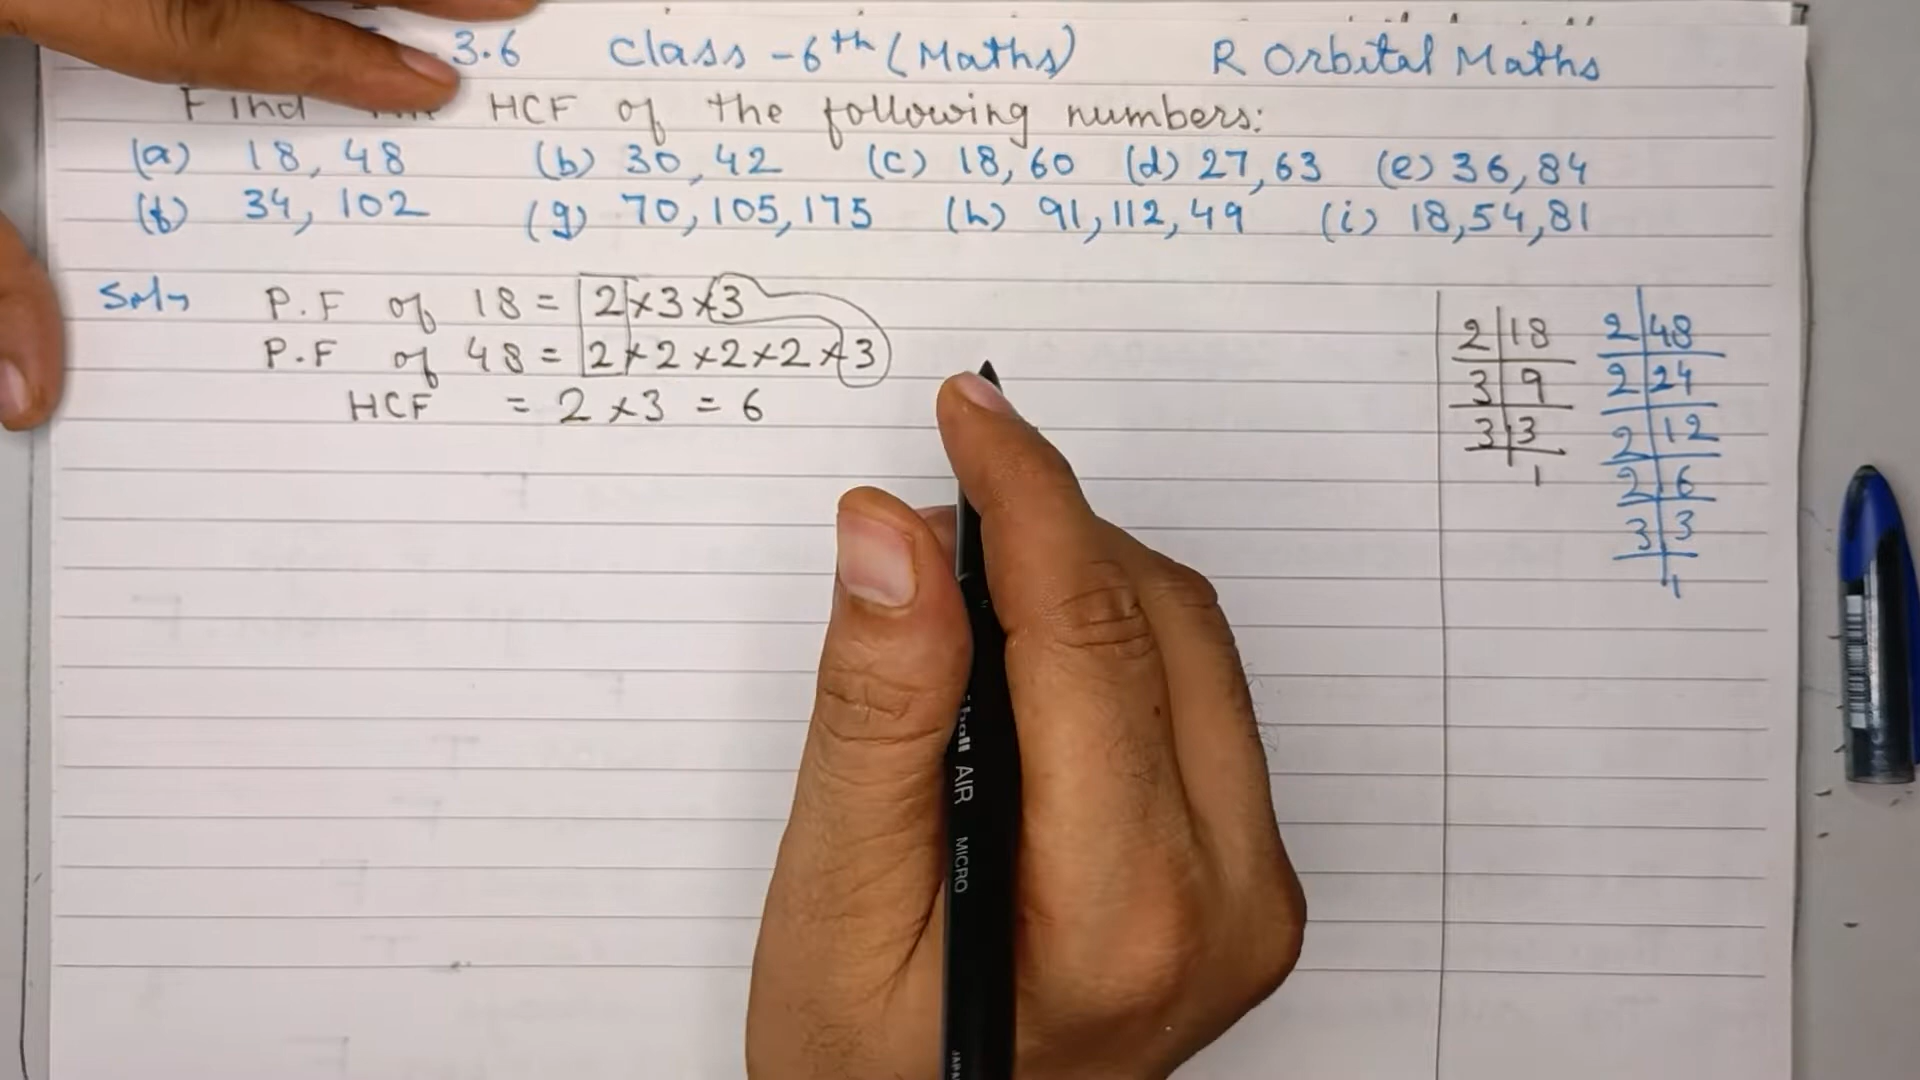 3.6 Class - 6th (Maths) R Orbital Maths
Find HCF of the following numbers:
(a) 18, 48 (b) 30, 42 (c) 18, 60 (d) 27, 63 (e) 36, 84
(f) 34, 102 (g) 70, 105, 175 (h) 91, 112, 49 (i) 18, 54, 81
Soln P.F of 18 = 2 × 3 × 3
P.F of 48 = 2 × 2 × 2 × 2 × 3
HCF = 2 × 3 = 6
2 | 18
3 | 9
3 | 3
1
2 | 48
2 | 24
2 | 12
2 | 6
3 | 3
1
ball AIR MICRO